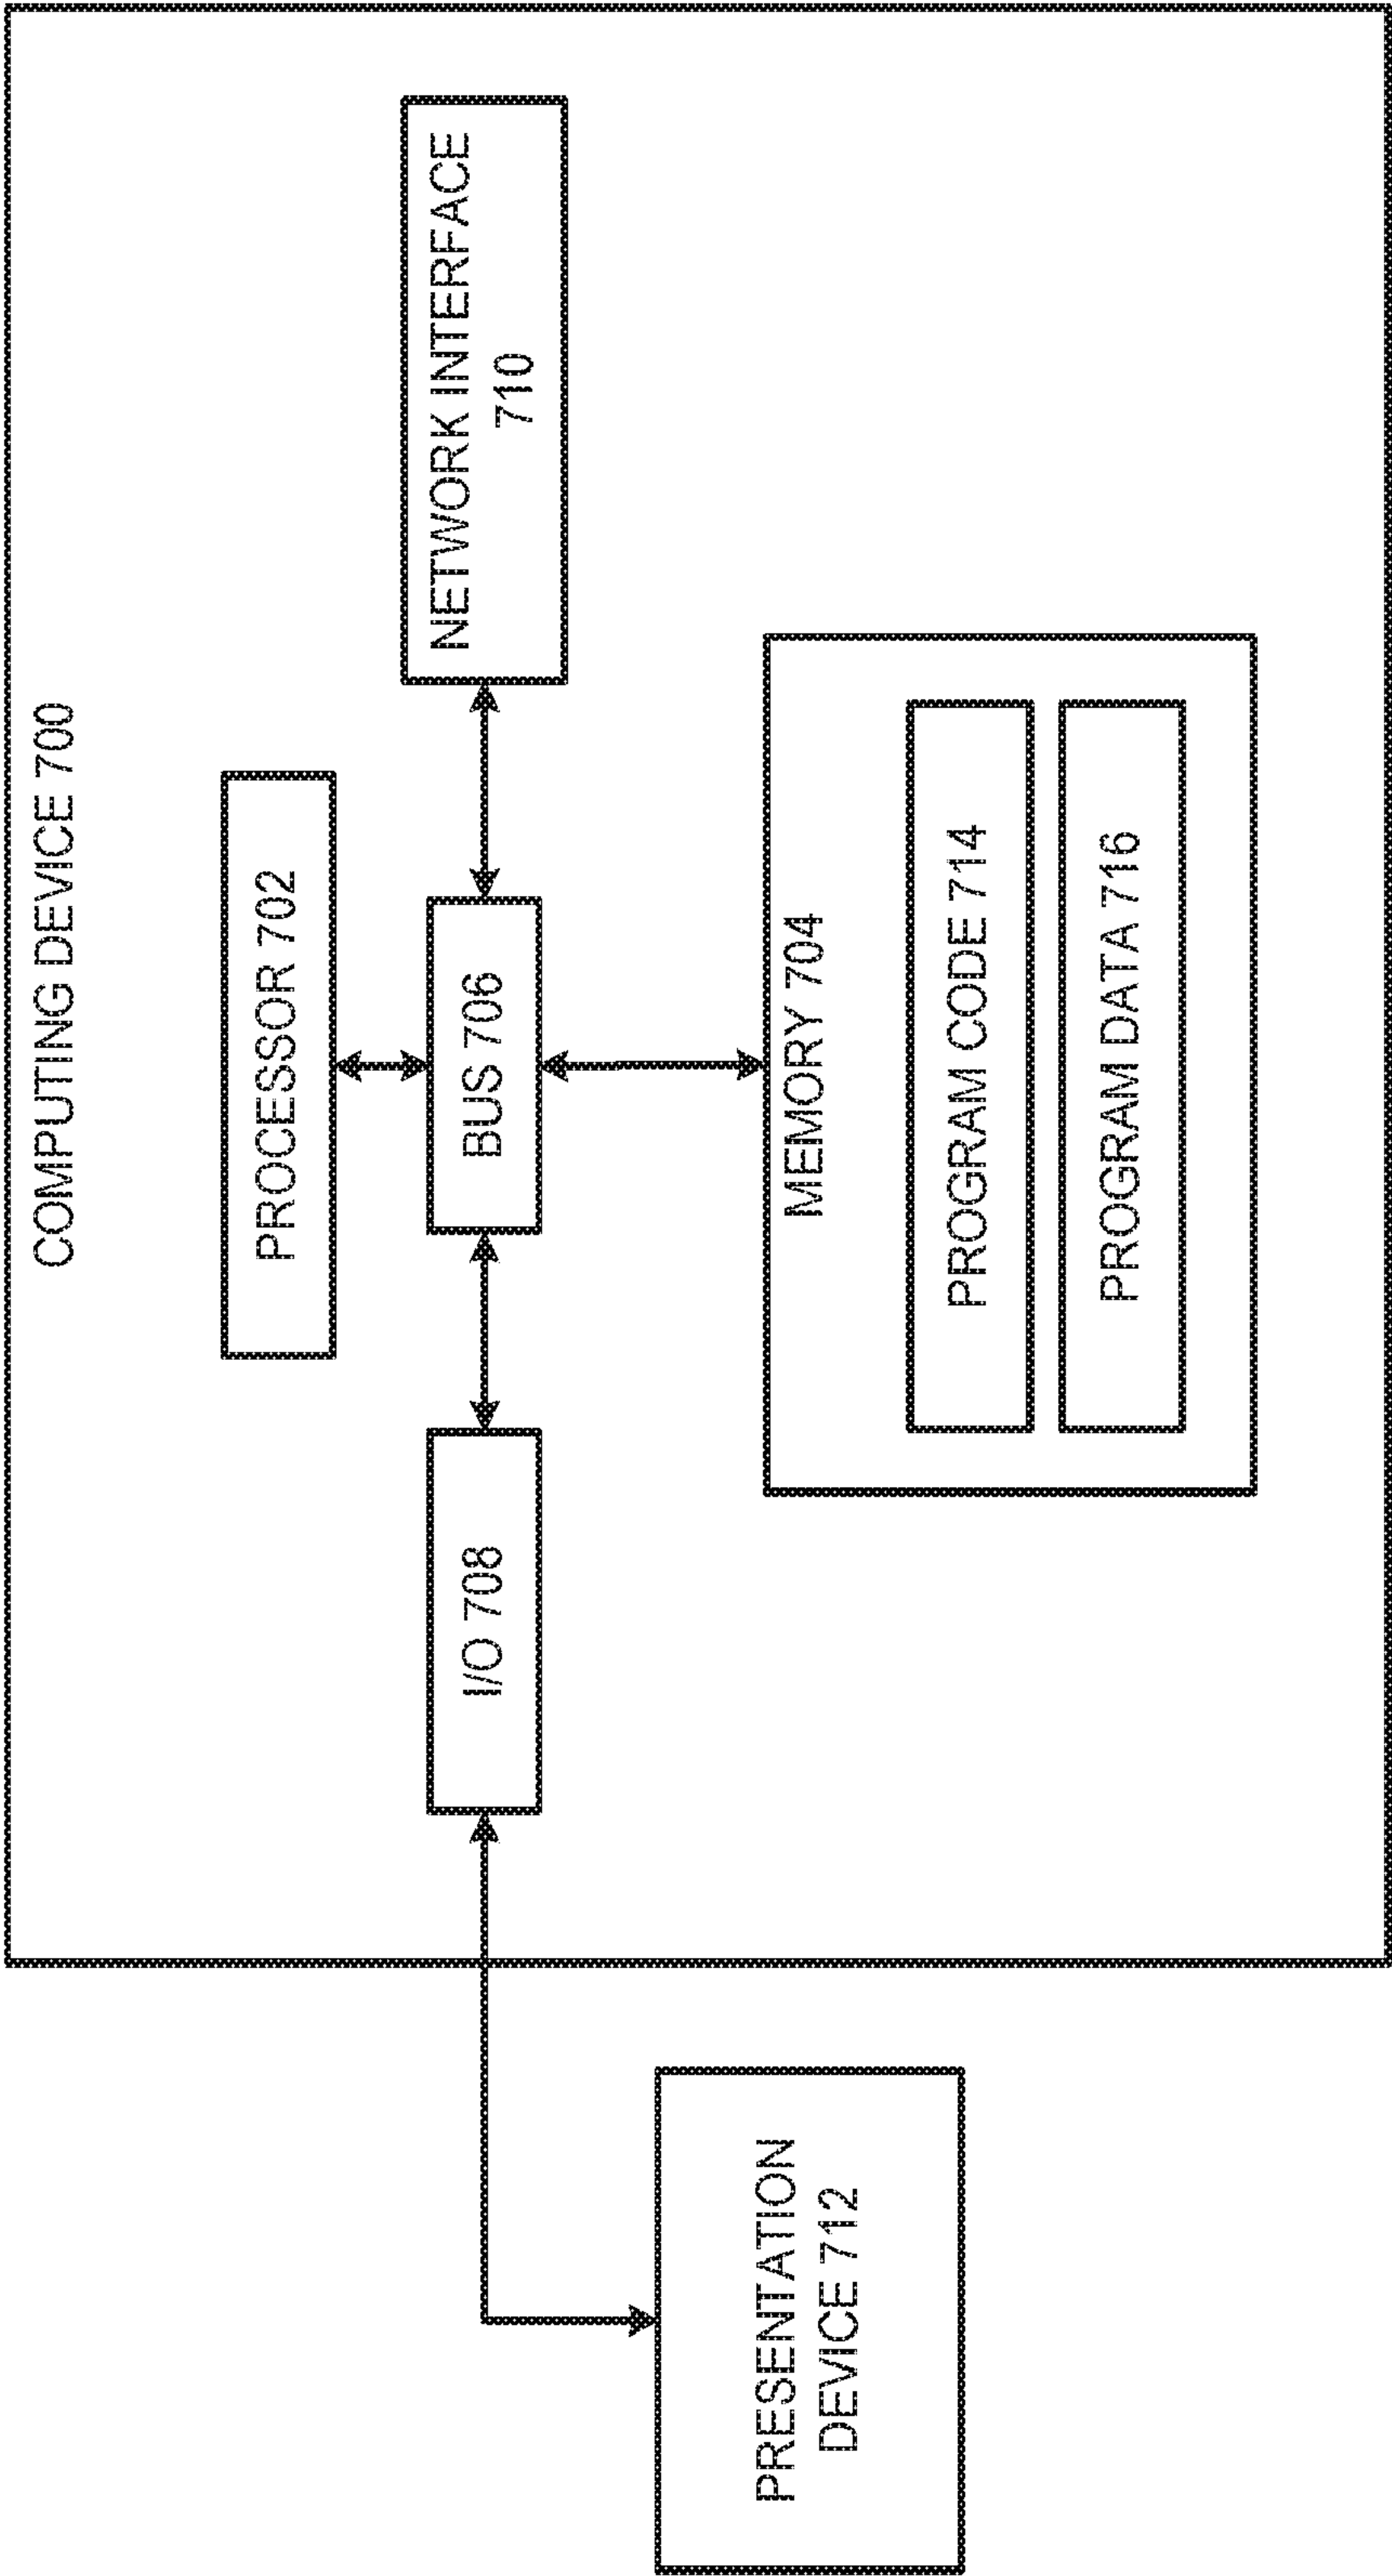 COMPUTING DEVICE 700
PROCESSOR 702
I/O 708
BUS 706
NETWORK INTERFACE
710
PRESENTATION
DEVICE 712
MEMORY 704
PROGRAM CODE 714
PROGRAM DATA 716